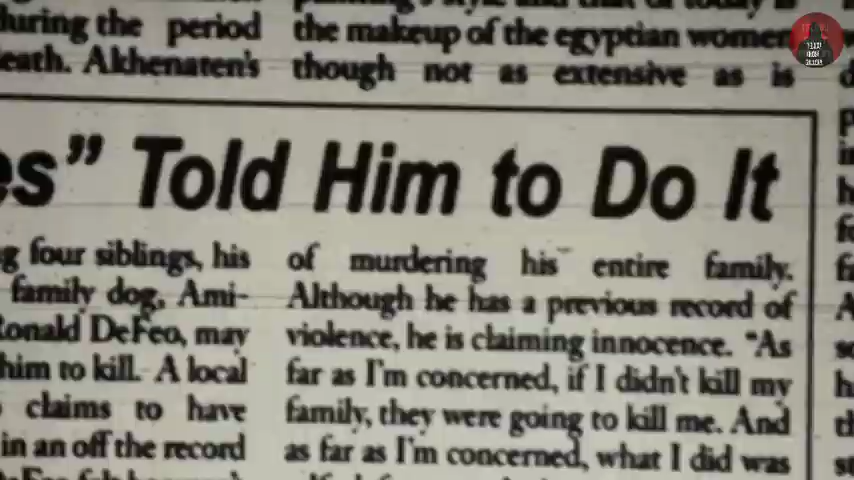 during the period
death. Akhenaten's
the makeup of the egyptian women
though not as extensive as is
es” Told Him to Do It
four siblings, his
family dog, Ami-
Ronald DeFeo, may
him to kill. A local
claims to have
in an off the record
of murdering his entire family.
Although he has a previous record of
violence, he is claiming innocence. “As
far as I'm concerned, if I didn't kill my
family, they were going to kill me. And
as far as I'm concerned, what I did was